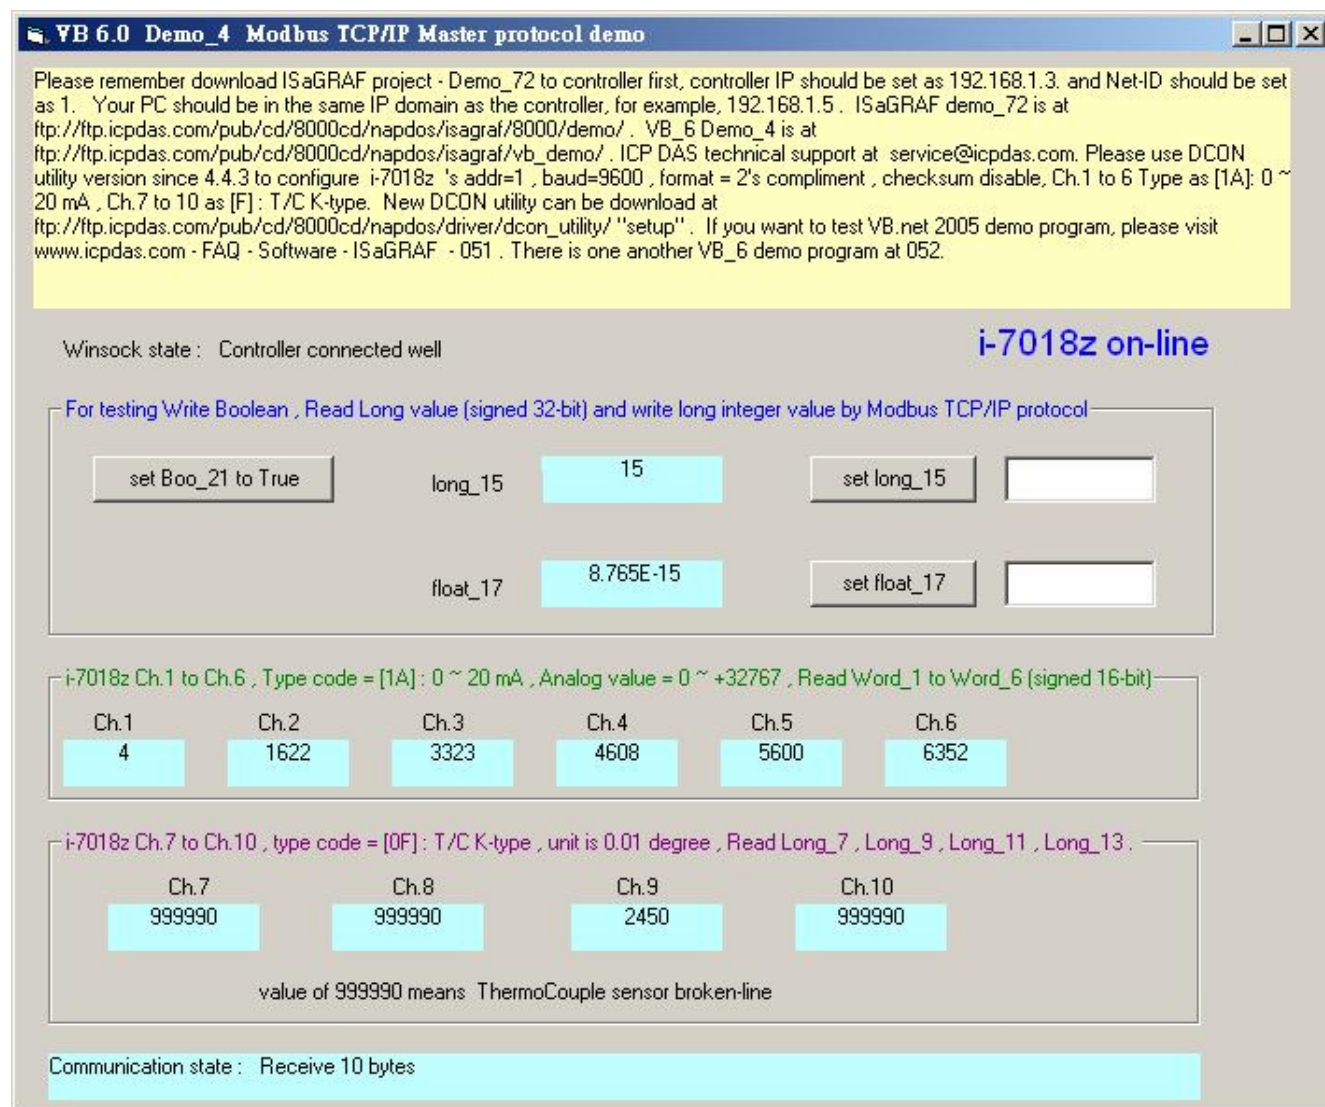 VB 6.0 Demo_4 Modbus TCP/IP Master protocol demo
Please remember download ISaGRAF project - Demo_72 to controller first, controller IP should be set as 192.168.1.3. and Net-ID should be set
as 1. Your PC should be in the same IP domain as the controller, for example, 192.168.1.5 . ISaGRAF demo_72 is at
ftp://ftp.icpdas.com/pub/cd/8000cd/napdos/isagraf/8000/demo/ . VB_6 Demo_4 is at
ftp://ftp.icpdas.com/pub/cd/8000cd/napdos/isagraf/vb_demo/ . ICP DAS technical support at service@icpdas.com. Please use DCON
utility version since 4.4.3 to configure i-7018z 's addr=1 , baud=9600 , format = 2's compliment , checksum disable, Ch.1 to 6 Type as [1A]: 0 ~
20 mA , Ch.7 to 10 as [F] : T/C K-type. New DCON utility can be download at
ftp://ftp.icpdas.com/pub/cd/8000cd/napdos/driver/dcon_utility/ "setup" . If you want to test VB.net 2005 demo program, please visit
www.icpdas.com - FAQ - Software - ISaGRAF - 051 . There is one another VB_6 demo program at 052.
Winsock state : Controller connected well
i-7018z on-line
For testing Write Boolean , Read Long value (signed 32-bit) and write long integer value by Modbus TCP/IP protocol
set Boo_21 to True long_15 15 set long_15
float_17 8.765E-15 set float_17
i-7018z Ch.1 to Ch.6 , Type code = [1A] : 0 ~ 20 mA , Analog value = 0 ~ +32767 , Read Word_1 to Word_6 (signed 16-bit)
Ch.1 Ch.2 Ch.3 Ch.4 Ch.5 Ch.6
4 1622 3323 4608 5600 6352
i-7018z Ch.7 to Ch.10 , type code = [0F] : T/C K-type , unit is 0.01 degree , Read Long_7 , Long_9 , Long_11 , Long_13 .
Ch.7 Ch.8 Ch.9 Ch.10
999990 999990 2450 999990
value of 999990 means ThermoCouple sensor broken-line
Communication state : Receive 10 bytes